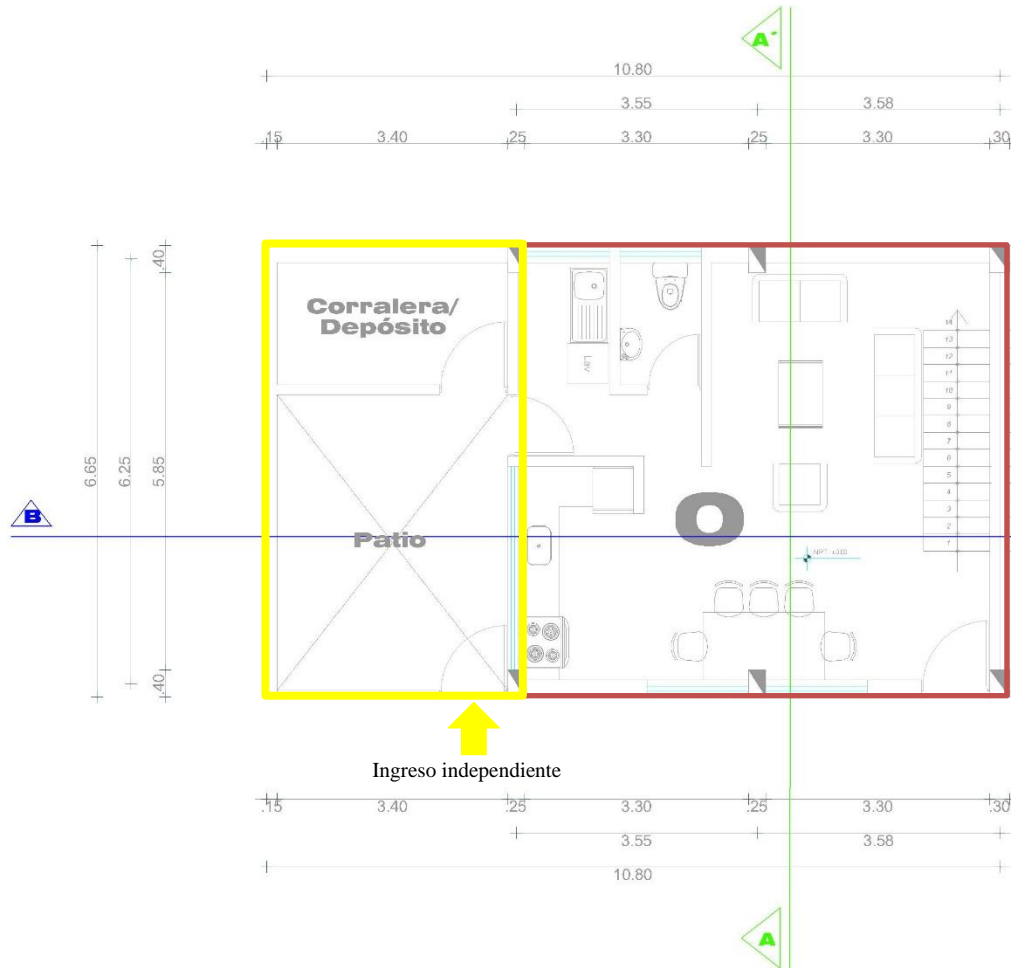 A´
10.80
3.55 3.58
.15 3.40 .25 3.30 .25 3.30 .30
.40
6.65
6.25
5.85
.40
Corralera/
Depósito
Lav
14
13
12
11
10
9
8
7
6
5
4
3
2
1
B
Patio
O
NPT. ±0.00
Ingreso independiente
.15 3.40 .25 3.30 .25 3.30 .30
3.55 3.58
10.80
A